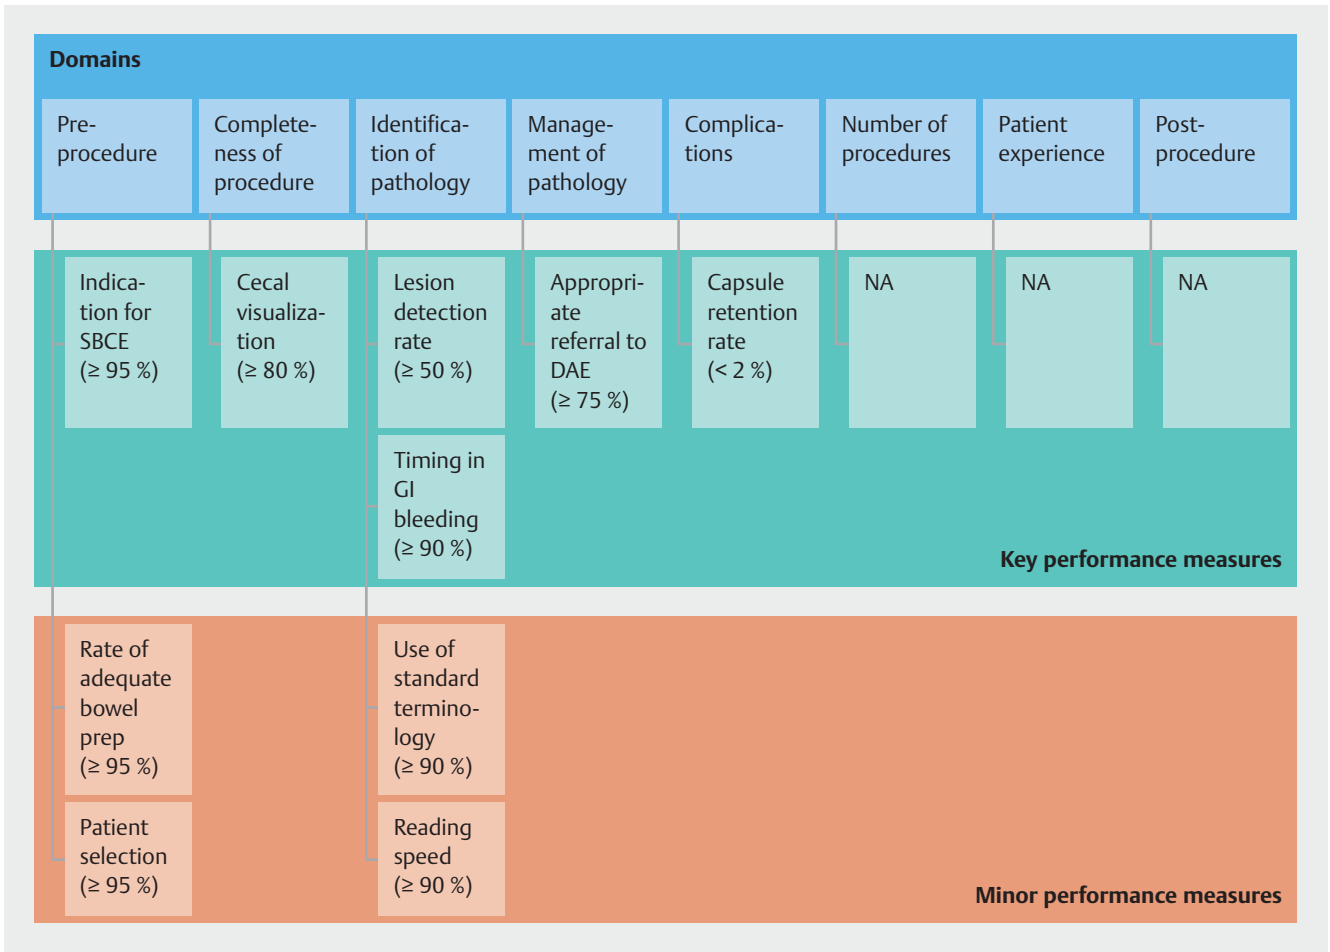 Domains
Pre-
procedure
Complete-
ness of
procedure
Identifica-
tion of
pathology
Manage-
ment of
pathology
Complica-
tions
Number of
procedures
Patient
experience
Post-
procedure
Indica-
tion for
SBCE
(≥ 95 %)
Cecal
visualiza-
tion
(≥ 80 %)
Lesion
detection
rate
(≥ 50 %)
Appropri-
ate
referral to
DAE
(≥ 75 %)
Capsule
retention
rate
(< 2 %)
NA
NA
NA
Timing in
GI
bleeding
(≥ 90 %)
Key performance measures
Rate of
adequate
bowel
prep
(≥ 95 %)
Use of
standard
termino-
logy
(≥ 90 %)
Patient
selection
(≥ 95 %)
Reading
speed
(≥ 90 %)
Minor performance measures